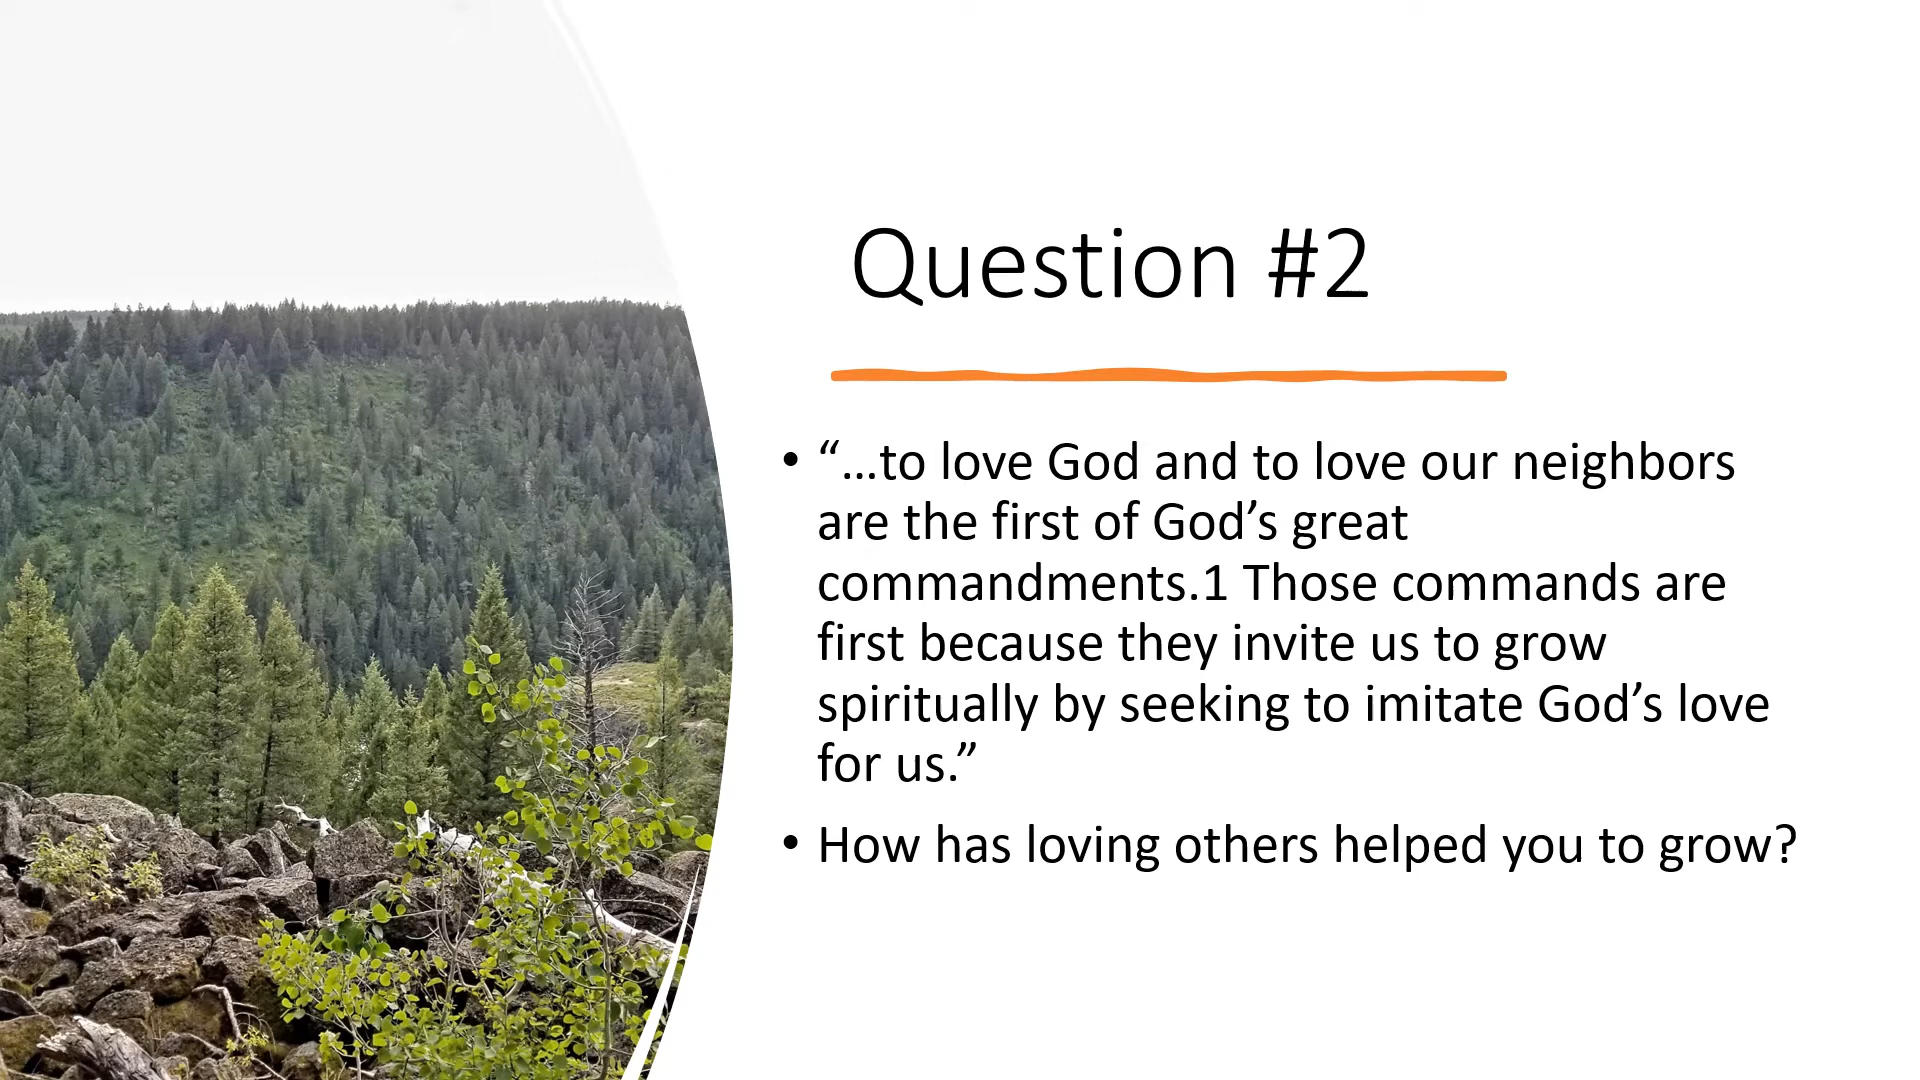 Question #2
• “…to love God and to love our neighbors
are the first of God’s great
commandments.1 Those commands are
first because they invite us to grow
spiritually by seeking to imitate God’s love
for us.”
• How has loving others helped you to grow?